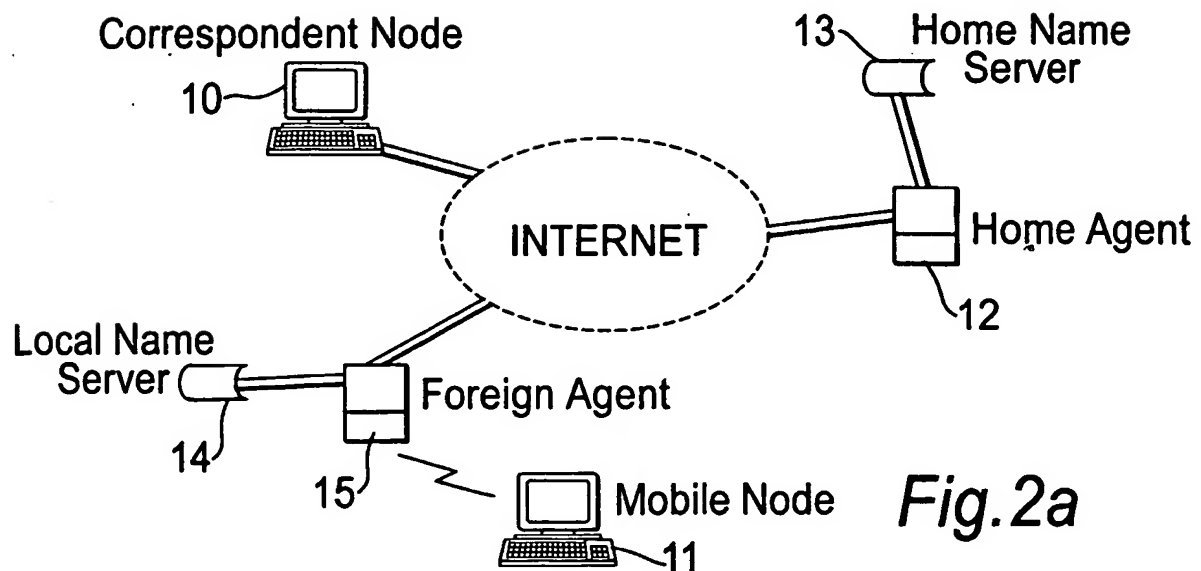 Correspondent Node
10
13
Home Name
Server
INTERNET
Home Agent
12
Local Name
Server
14
Foreign Agent
15
Mobile Node
11
Fig.2a